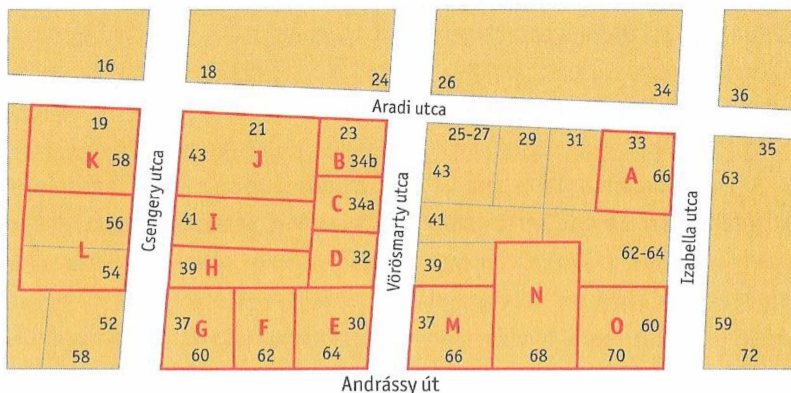 16
18
24
26
34
36
Aradi utca
19
K 58
56
L
54
52
58
Csengery utca
21
43 J
23
B 34b
C 34a
41 I
D 32
39 H
37 G
60
F
62
E 30
64
Vörösmarty utca
25-27
29
31
33
43
A 66
41
62-64
39
37 M
66
N
68
O 60
70
Izabella utca
35
63
59
72
Andrássy út